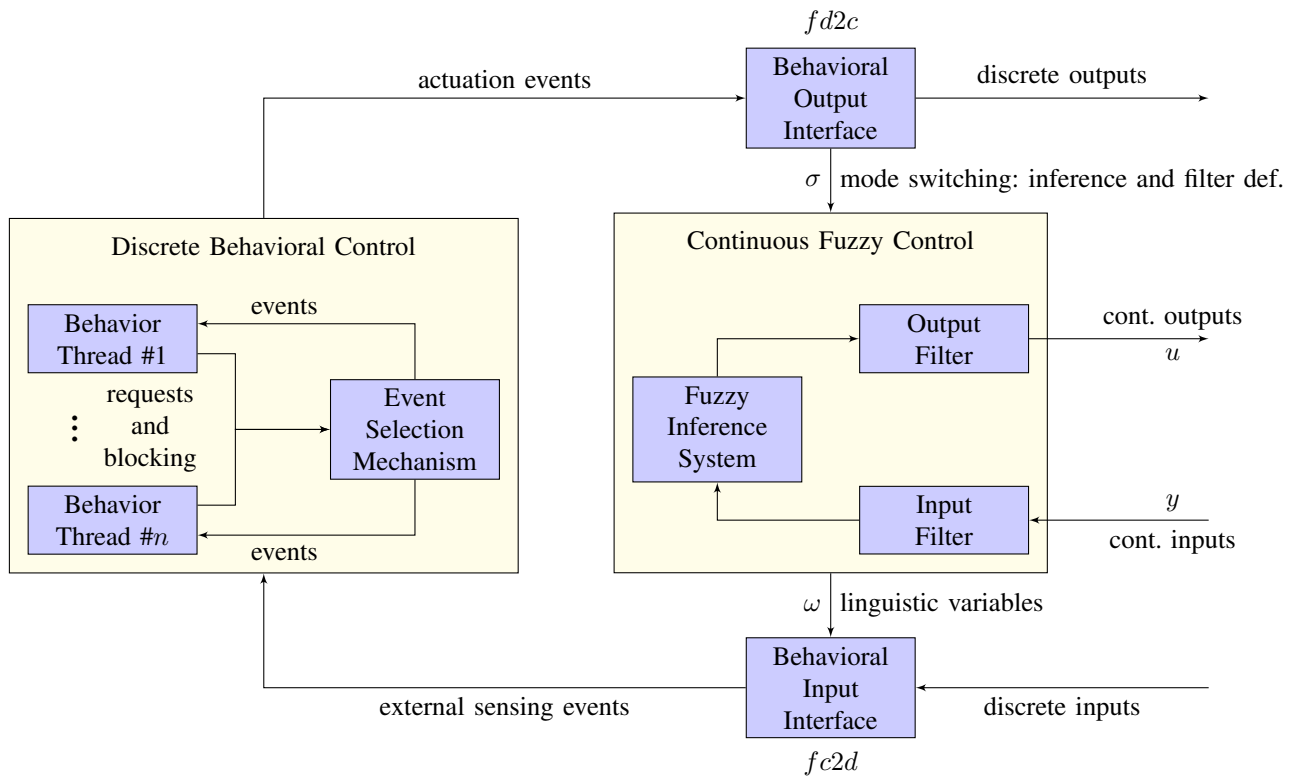 fd2c
Behavioral
Output
Interface
actuation events
discrete outputs
σ mode switching: inference and filter def.
Discrete Behavioral Control
events
Behavior
Thread #1
requests
and
blocking
⋮
Event
Selection
Mechanism
Behavior
Thread #n
events
Continuous Fuzzy Control
Output
Filter
cont. outputs
u
Fuzzy
Inference
System
Input
Filter
y
cont. inputs
ω linguistic variables
Behavioral
Input
Interface
external sensing events
discrete inputs
fc2d